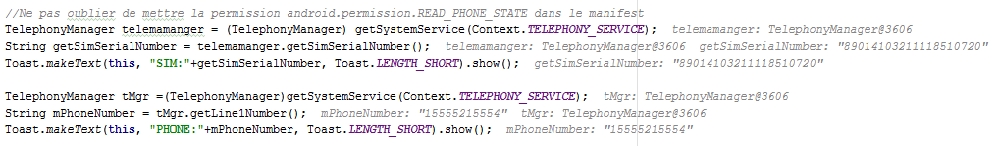 //Ne pas oublier de mettre la permission android.permission.READ_PHONE_STATE dans le manifest
TelephonyManager telemamanger = (TelephonyManager) getSystemService(Context.TELEPHONY_SERVICE); telemamanger: TelephonyManager@3606
String getSimSerialNumber = telemamanger.getSimSerialNumber(); telemamanger: TelephonyManager@3606 getSimSerialNumber: "89014103211118510720"
Toast.makeText(this, "SIM:"+getSimSerialNumber, Toast.LENGTH_SHORT).show(); getSimSerialNumber: "89014103211118510720"
TelephonyManager tMgr =(TelephonyManager)getSystemService(Context.TELEPHONY_SERVICE); tMgr: TelephonyManager@3606
String mPhoneNumber = tMgr.getLine1Number(); mPhoneNumber: "15555215554" tMgr: TelephonyManager@3606
Toast.makeText(this, "PHONE:"+mPhoneNumber, Toast.LENGTH_SHORT).show(); mPhoneNumber: "15555215554"